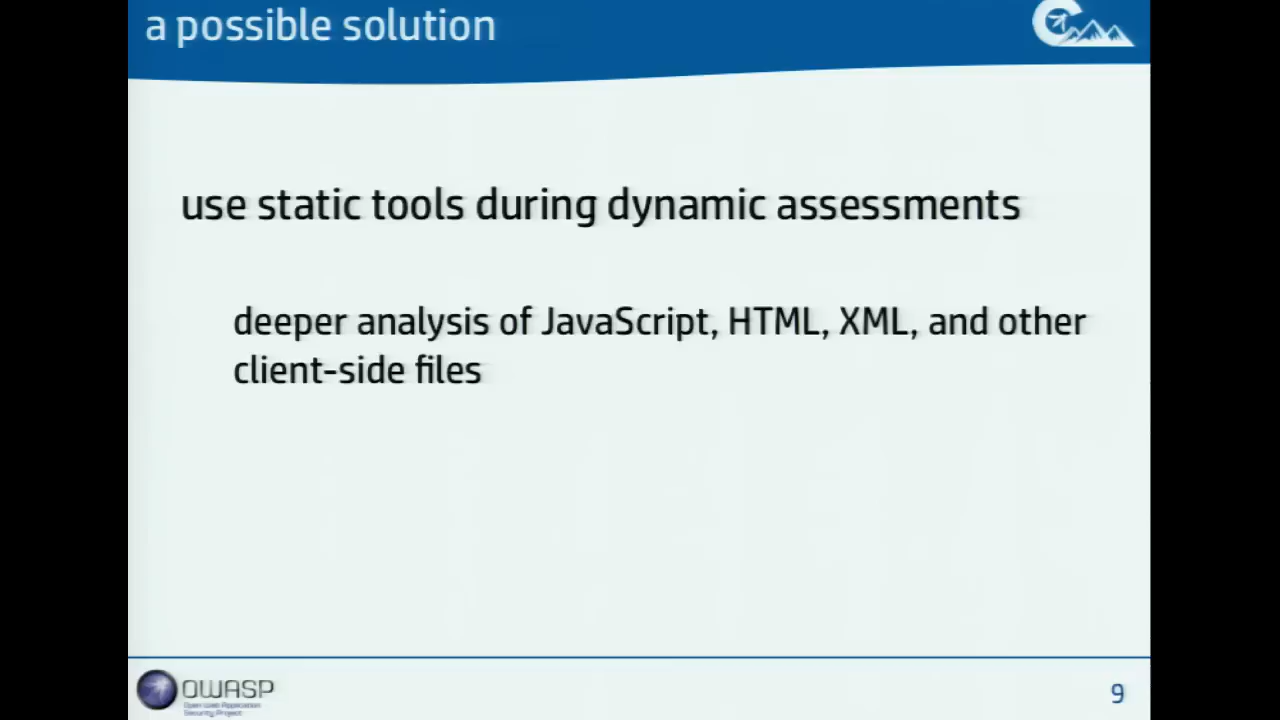 a possible solution
use static tools during dynamic assessments
deeper analysis of JavaScript, HTML, XML, and other
client-side files
OWASP
Open Web Application
Security Project
9